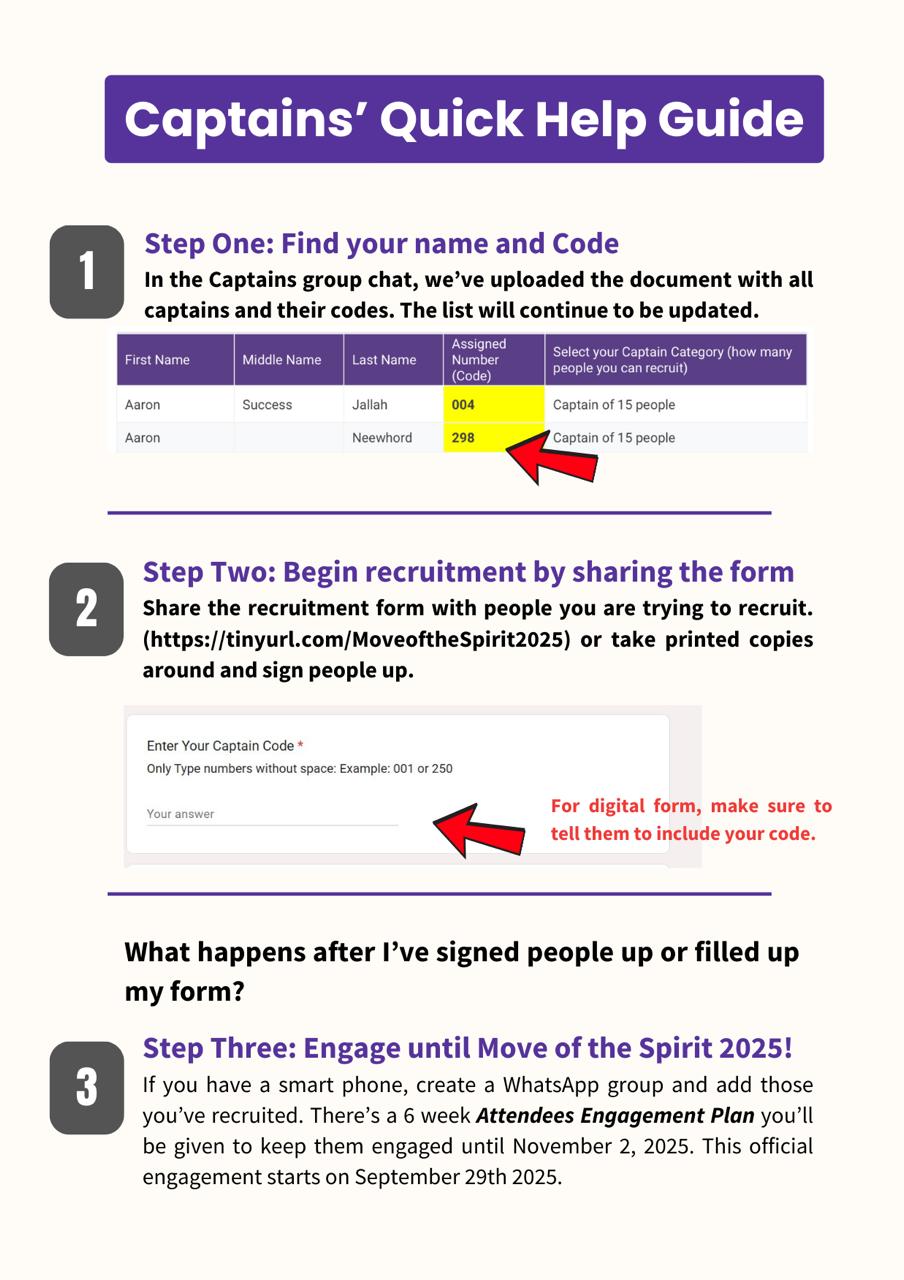 Captains’ Quick Help Guide
1
Step One: Find your name and Code
In the Captains group chat, we’ve uploaded the document with all
captains and their codes. The list will continue to be updated.
First Name Middle Name Last Name Assigned Number (Code) Select your Captain Category (how many people you can recruit)
Aaron Success Jallah 004 Captain of 15 people
Aaron Neewhord 298 Captain of 15 people
2
Step Two: Begin recruitment by sharing the form
Share the recruitment form with people you are trying to recruit.
(https://tinyurl.com/MoveoftheSpirit2025) or take printed copies
around and sign people up.
Enter Your Captain Code *
Only Type numbers without space: Example: 001 or 250
Your answer
For digital form, make sure to
tell them to include your code.
What happens after I’ve signed people up or filled up
my form?
3
Step Three: Engage until Move of the Spirit 2025!
If you have a smart phone, create a WhatsApp group and add those
you’ve recruited. There’s a 6 week Attendees Engagement Plan you’ll
be given to keep them engaged until November 2, 2025. This official
engagement starts on September 29th 2025.